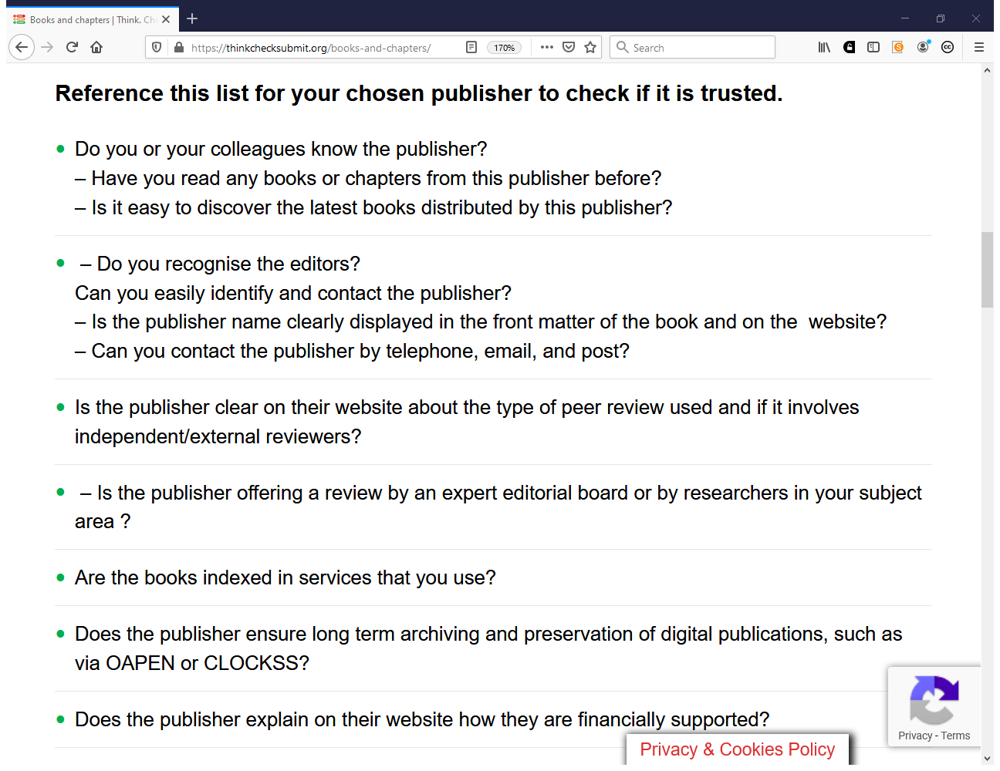 Books and chapters | Think. Ch
https://thinkchecksubmit.org/books-and-chapters/
170%
Search
Reference this list for your chosen publisher to check if it is trusted.
Do you or your colleagues know the publisher?
– Have you read any books or chapters from this publisher before?
– Is it easy to discover the latest books distributed by this publisher?
– Do you recognise the editors?
Can you easily identify and contact the publisher?
– Is the publisher name clearly displayed in the front matter of the book and on the  website?
– Can you contact the publisher by telephone, email, and post?
Is the publisher clear on their website about the type of peer review used and if it involves
independent/external reviewers?
– Is the publisher offering a review by an expert editorial board or by researchers in your subject
area ?
Are the books indexed in services that you use?
Does the publisher ensure long term archiving and preservation of digital publications, such as
via OAPEN or CLOCKSS?
Does the publisher explain on their website how they are financially supported?
Privacy - Terms
Privacy & Cookies Policy